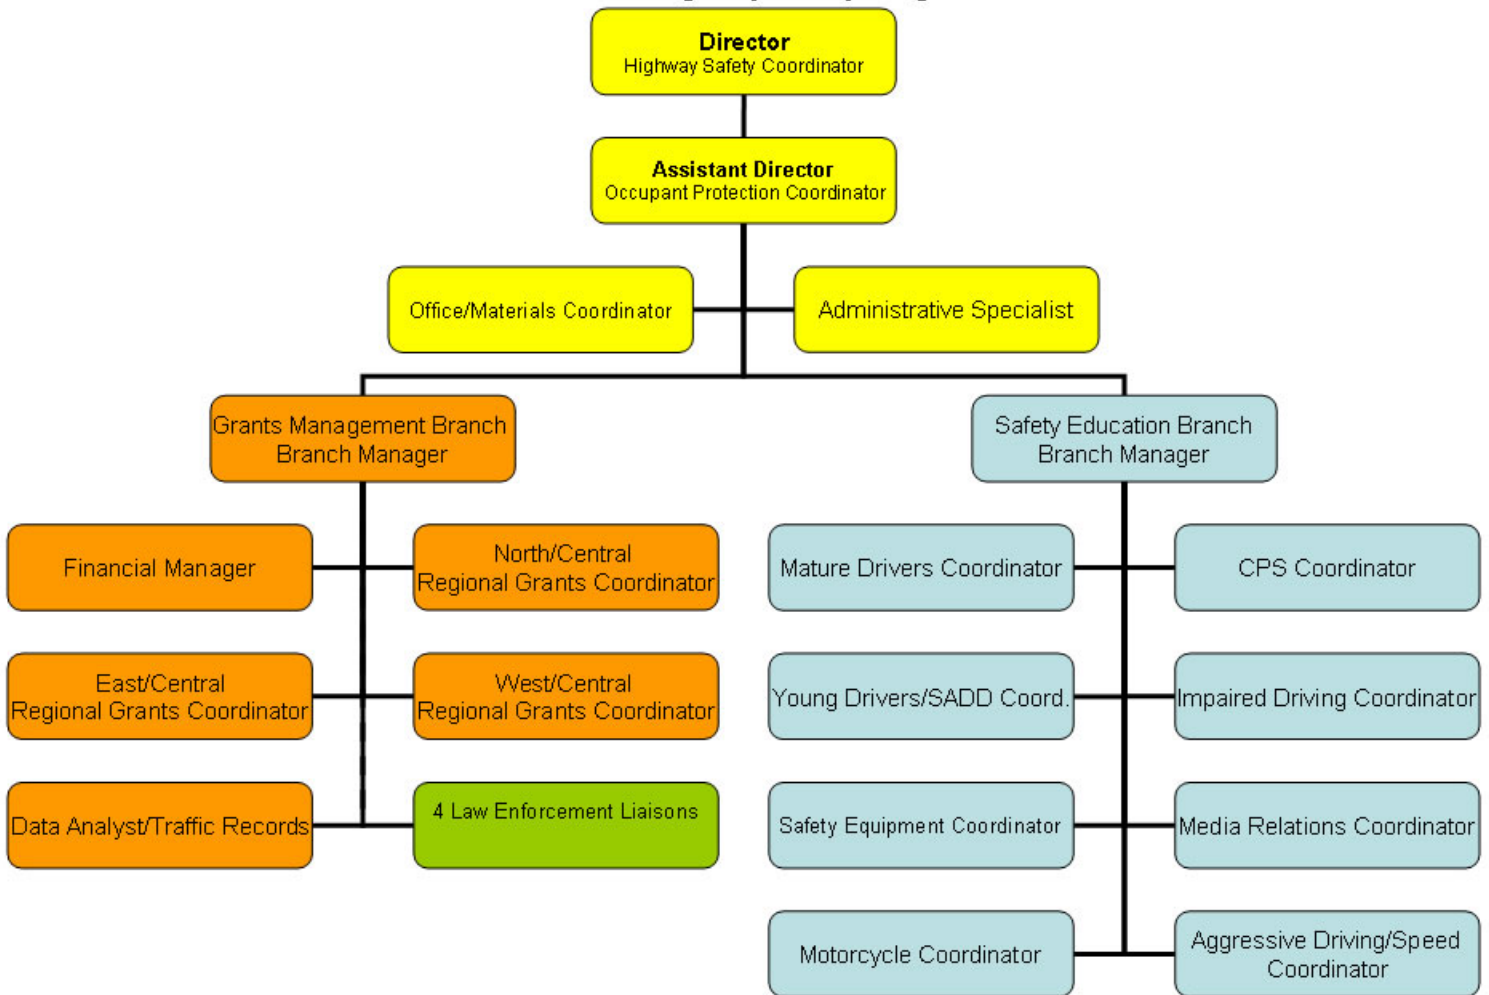 Director
Highway Safety Coordinator
Assistant Director
Occupant Protection Coordinator
Office/Materials Coordinator
Administrative Specialist
Grants Management Branch
Branch Manager
Safety Education Branch
Branch Manager
Financial Manager
North/Central
Regional Grants Coordinator
Mature Drivers Coordinator
CPS Coordinator
East/Central
Regional Grants Coordinator
West/Central
Regional Grants Coordinator
Young Drivers/SADD Coord.
Impaired Driving Coordinator
Data Analyst/Traffic Records
4 Law Enforcement Liaisons
Safety Equipment Coordinator
Media Relations Coordinator
Motorcycle Coordinator
Aggressive Driving/Speed
Coordinator